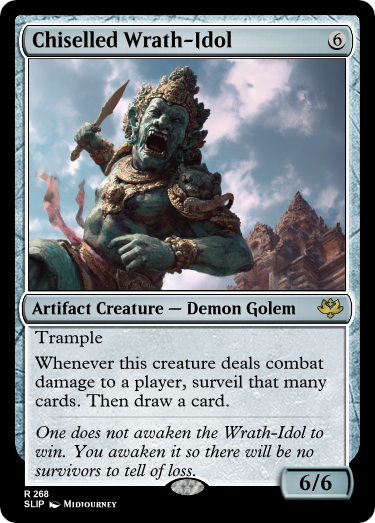 Chiselled Wrath-Idol 6
Artifact Creature — Demon Golem
Trample
Whenever this creature deals combat
damage to a player, surveil that many
cards. Then draw a card.
One does not awaken the Wrath-Idol to
win. You awaken it so there will be no
survivors to tell of loss.
6/6
R 268
SLIP Midjourney